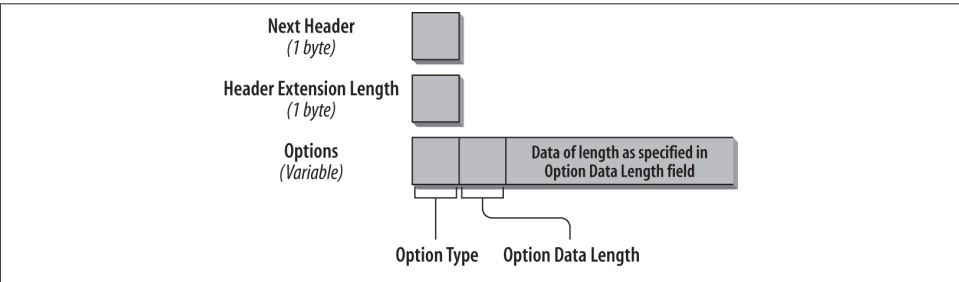 Next Header
(1 byte)
Header Extension Length
(1 byte)
Options
(Variable)
Data of length as specified in
Option Data Length field
Option Type
Option Data Length